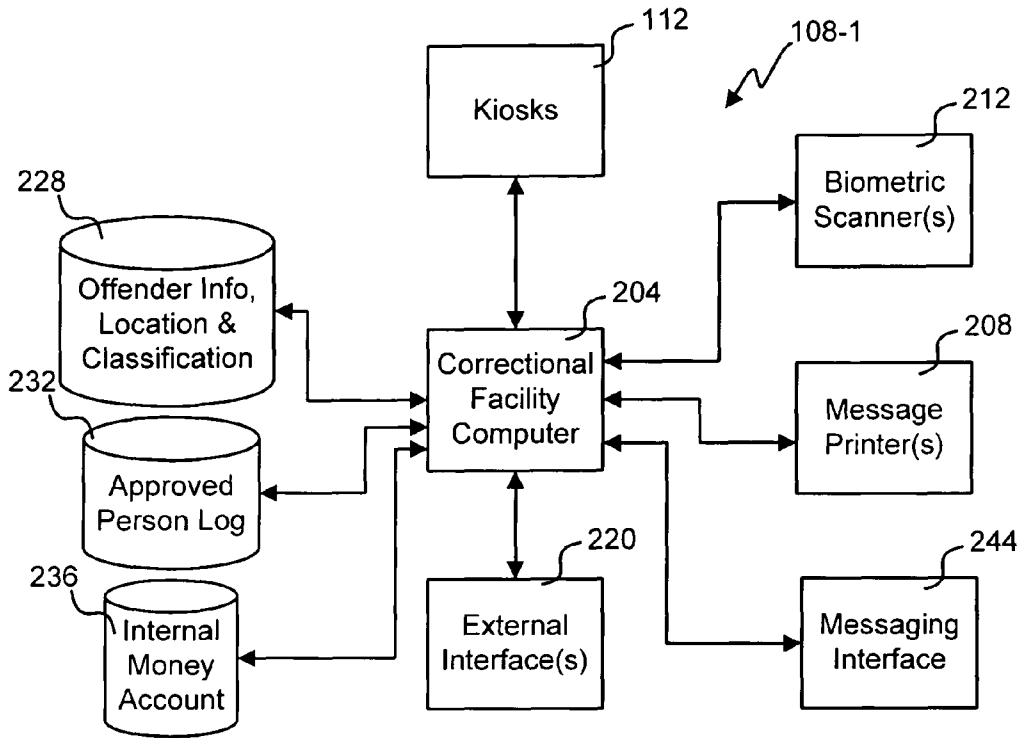 112
108-1
Kiosks
212
Biometric
Scanner(s)
228
Offender Info,
Location &
Classification
204
Correctional
Facility
Computer
208
Message
Printer(s)
232
Approved
Person Log
220
External
Interface(s)
244
Messaging
Interface
236
Internal
Money
Account